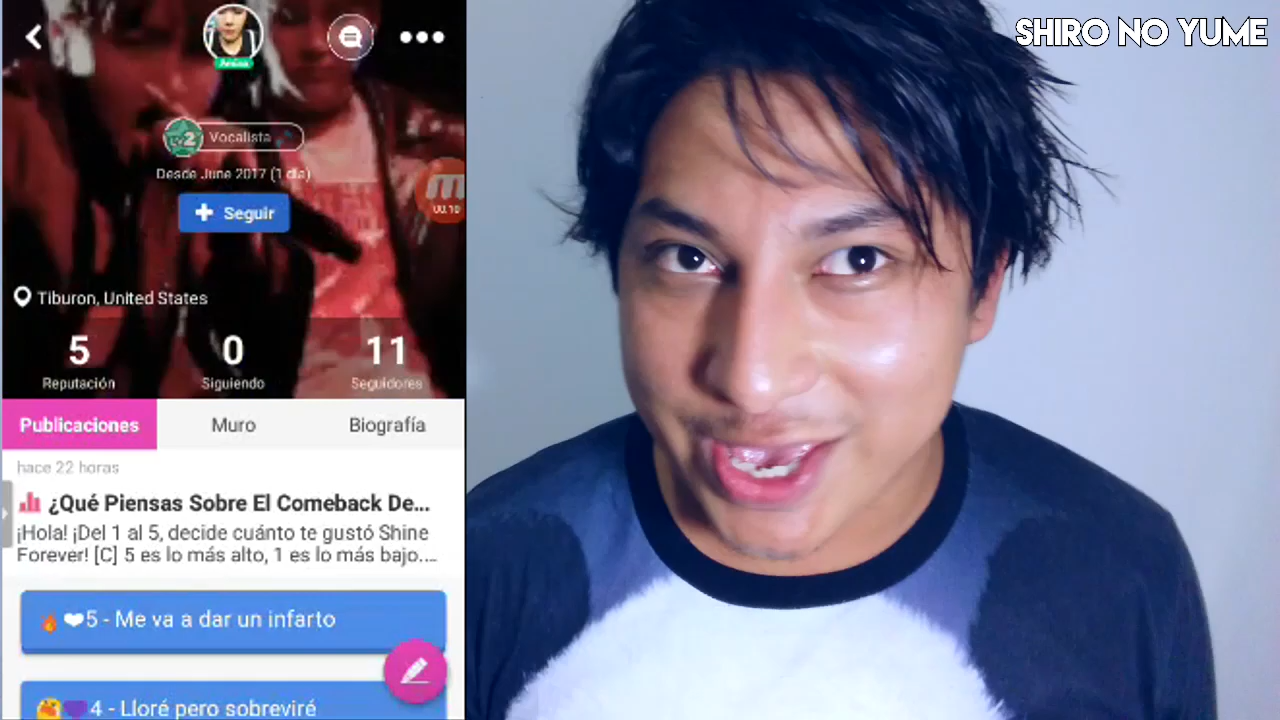 SHIRO NO YUME
LV2
Vocalista
Desde June 2017 (1 día)
00:10
+ Seguir
Tiburon, United States
5
0
11
Reputación
Siguiendo
Seguidores
Publicaciones
Muro
Biografía
hace 22 horas
¿Qué Piensas Sobre El Comeback De...
¡Hola! ¡Del 1 al 5, decide cuánto te gustó Shine
Forever! [C] 5 es lo más alto, 1 es lo más bajo....
🔥❤5 - Me va a dar un infarto
😢💜4 - Lloré pero sobreviré